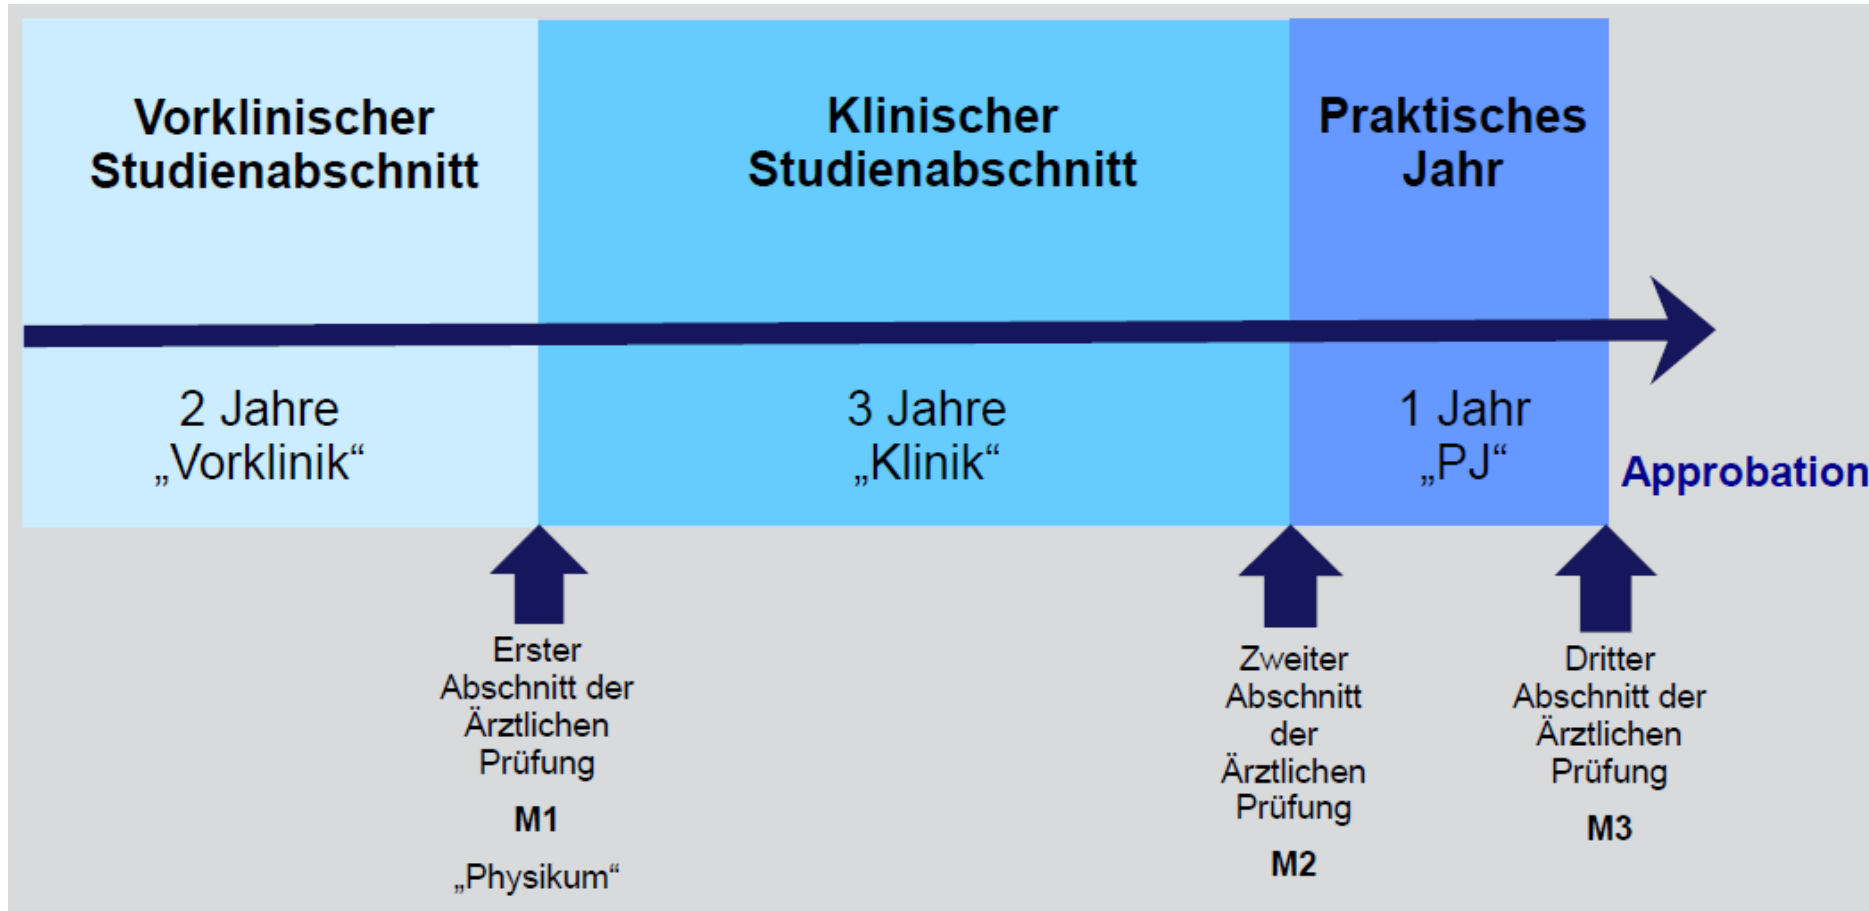 Vorklinischer
Studienabschnitt
Klinischer
Studienabschnitt
Praktisches
Jahr
2 Jahre
„Vorklinik“
3 Jahre
„Klinik“
1 Jahr
„PJ“
Approbation
Erster
Abschnitt der
Ärztlichen
Prüfung
M1
„Physikum“
Zweiter
Abschnitt
der
Ärztlichen
Prüfung
M2
Dritter
Abschnitt der
Ärztlichen
Prüfung
M3